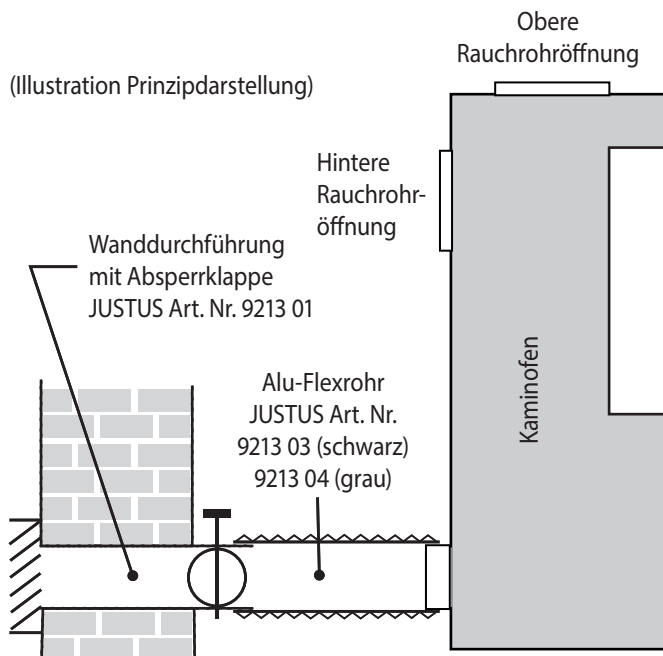 Obere
Rauchrohröffnung
(Illustration Prinzipdarstellung)
Hintere
Rauchrohr-
öffnung
Wanddurchführung
mit Absperrklappe
JUSTUS Art. Nr. 9213 01
Kaminofen
Alu-Flexrohr
JUSTUS Art. Nr.
9213 03 (schwarz)
9213 04 (grau)